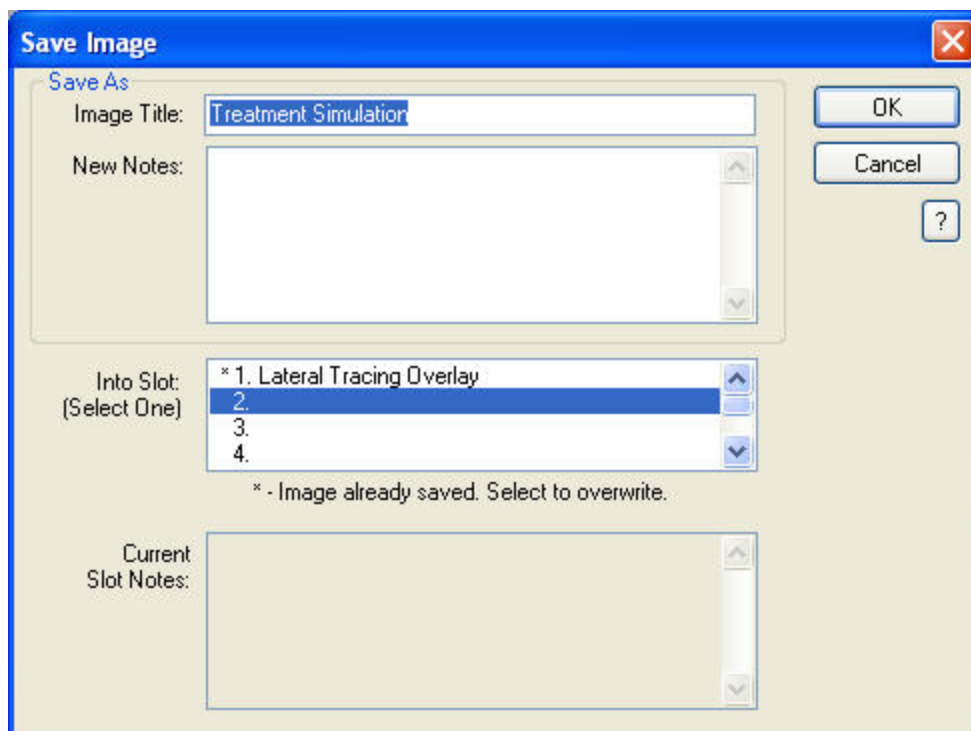 Save Image
Save As
Image Title: Treatment Simulation
OK
New Notes:
Cancel
?
Into Slot:
(Select One)
* 1. Lateral Tracing Overlay
2.
3.
4.
* - Image already saved. Select to overwrite.
Current
Slot Notes: